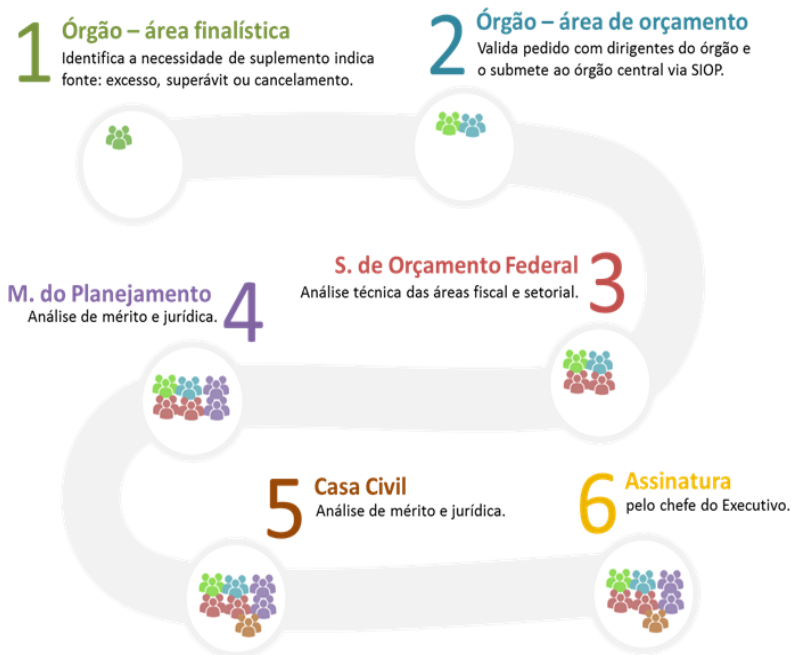 1
Órgão – área finalística
Identifica a necessidade de suplemento indica
fonte: excesso, superávit ou cancelamento.
2
Órgão – área de orçamento
Valida pedido com dirigentes do órgão e
o submete ao órgão central via SIOP.
3
S. de Orçamento Federal
Análise técnica das áreas fiscal e setorial.
4
M. do Planejamento
Análise de mérito e jurídica.
5
Casa Civil
Análise de mérito e jurídica.
6
Assinatura
pelo chefe do Executivo.